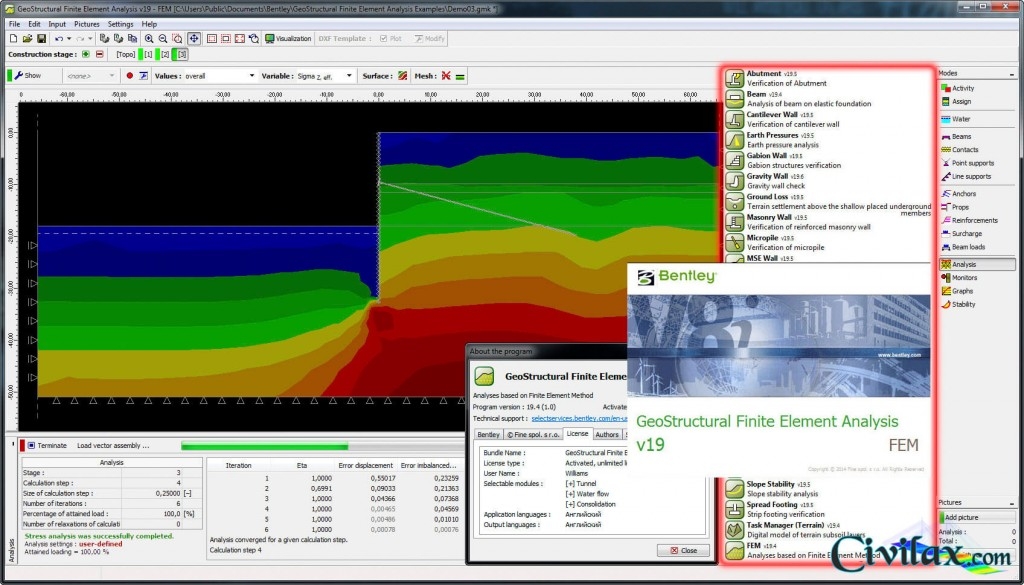 GeoStructural Finite Element Analysis v19 - FEM [C:\Users\Public\Documents\Bentley\GeoStructural Finite Element Analysis Examples\Demo03.gmk *]
File Edit Input Pictures Settings Help
Visualization DXF Template : Plot Modify
Construction stage : [Topo] [1] [2] [3]
Show <none> Values : overall Variable : Sigma z, eff. Surface : Mesh :
0 -60,00 -50,00 -40,00 -30,00 -20,00 -10,00 0,00 10,00 20,00 30,00 40,00 50,00 60,00
0,00
-10,00
-20,00
-30,00
-40,00
-50,00
Abutment v19.5
Verification of Abutment
Beam v19.4
Analysis of beam on elastic foundation
Cantilever Wall v19.8
Verification of cantilever wall
Earth Pressures v19.5
Earth pressure analysis
Gabion Wall v19.8
Gabion structures verification
Gravity Wall v19.6
Gravity wall check
Ground Loss v19.5
Terrain settlement above the shallow placed underground members
Masonry Wall v19.5
Verification of reinforced masonry wall
Micropile v19.5
Verification of micropile
MSE Wall v19.5
Modes
Activity
Assign
Water
Beams
Contacts
Point supports
Line supports
Anchors
Props
Reinforcements
Surcharge
Beam loads
Analysis
Monitors
Graphs
Stability
Bentley
www.bentley.com
GeoStructural Finite Element Analysis
v19
FEM
Copyright © 2014 Fine spol. s r.o. All Rights Reserved
About the program
GeoStructural Finite Eleme
Analyses based on Finite Element Method
Program version : 19.4 (1.0) Activate
Technical support : selectservices.bentley.com/en-u
Bentley © Fine spol. s r.o. License Authors
Bundle Name : GeoStructural Finite E
License type : Activated, unlimited l
User Name : Williams
Selectable modules : [+] Tunnel
[+] Water flow
[+] Consolidation
Application languages : Английский
Output languages : Английский
Close
Terminate Load vector assembly ...
Analysis
Stage : 3
Calculation step : 4
Size of calculation step : 0,25000 [–]
Number of iterations : 6
Percentage of attained load : 100,0 [%]
Number of relaxations of calculati 0
Stress analysis was successfully completed.
Analysis settings : user-defined
Attained loading = 100,00 %
Iteration Eta Error displacement Error imbalanced...
1 1,0000 0,55017 0,23259
2 0,6991 0,09033 0,21363
3 1,0000 0,04366 0,07368
4 1,0000 0,00465 0,04569
5 1,0000 0,00486 0,01010
6 1,0000 0,00078 0,00076
Analysis converged for a given calculation step.
Calculation step 4
Analysis
Slope Stability v19.5
Slope stability analysis
Spread Footing v19.8
Strip footing verification
Task Manager (Terrain) v19.4
Digital model of terrain subsoil layers
FEM v19.4
Analyses based on Finite Element Method
Pictures
Add picture
Analysis : 0
Total : 0
Civilax.com